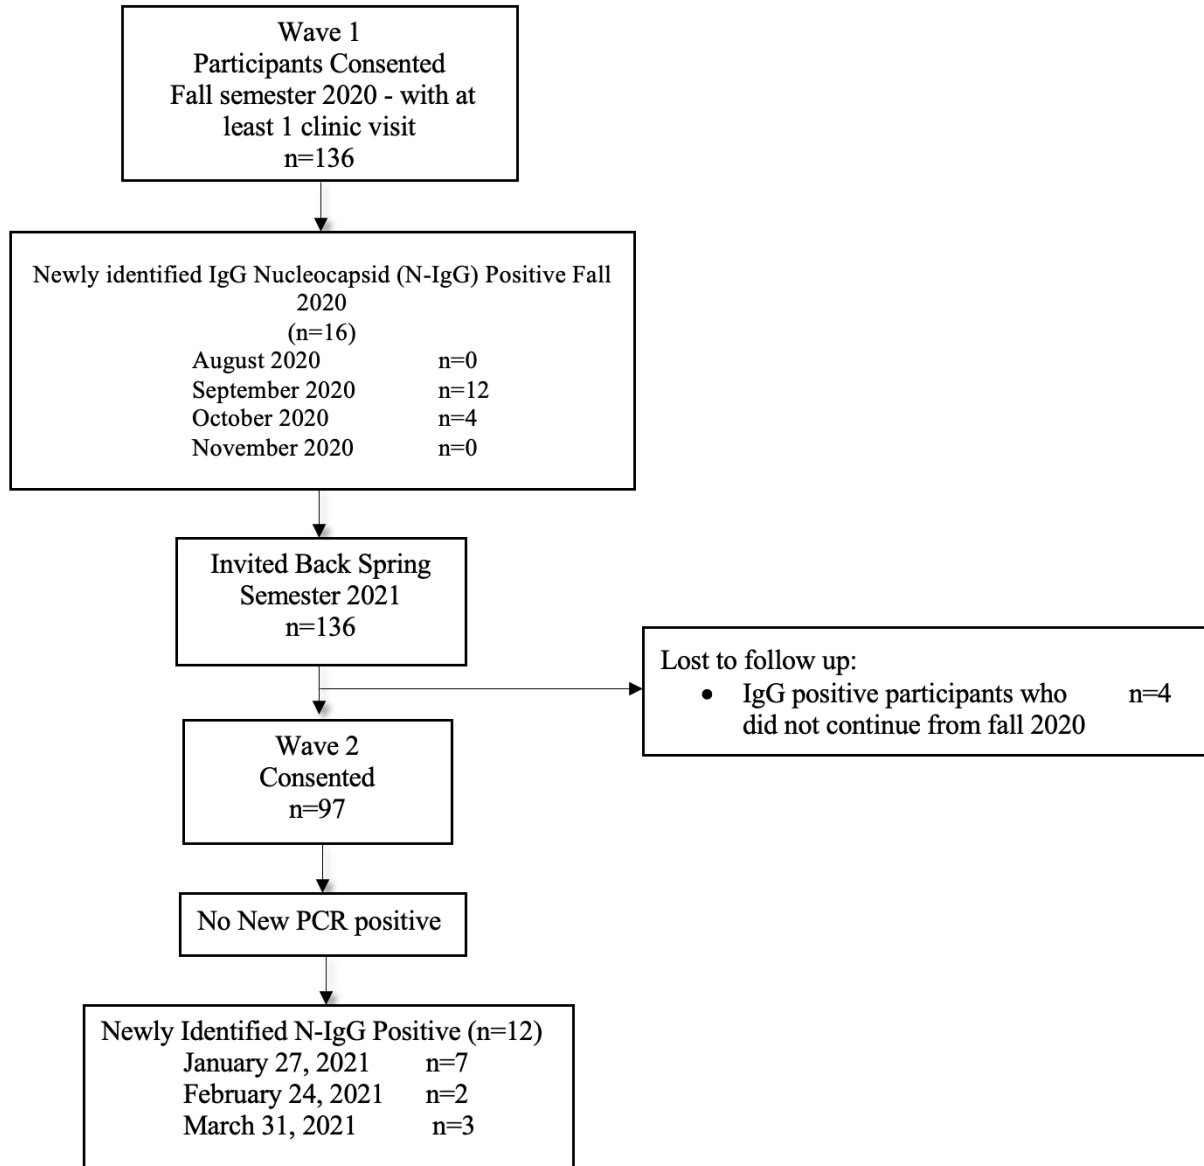 Wave 1
Participants Consented
Fall semester 2020 - with at
least 1 clinic visit
n=136
Newly identified IgG Nucleocapsid (N-IgG) Positive Fall
2020
(n=16)
August 2020 n=0
September 2020 n=12
October 2020 n=4
November 2020 n=0
Invited Back Spring
Semester 2021
n=136
Lost to follow up:
• IgG positive participants who n=4
did not continue from fall 2020
Wave 2
Consented
n=97
No New PCR positive
Newly Identified N-IgG Positive (n=12)
January 27, 2021 n=7
February 24, 2021 n=2
March 31, 2021 n=3